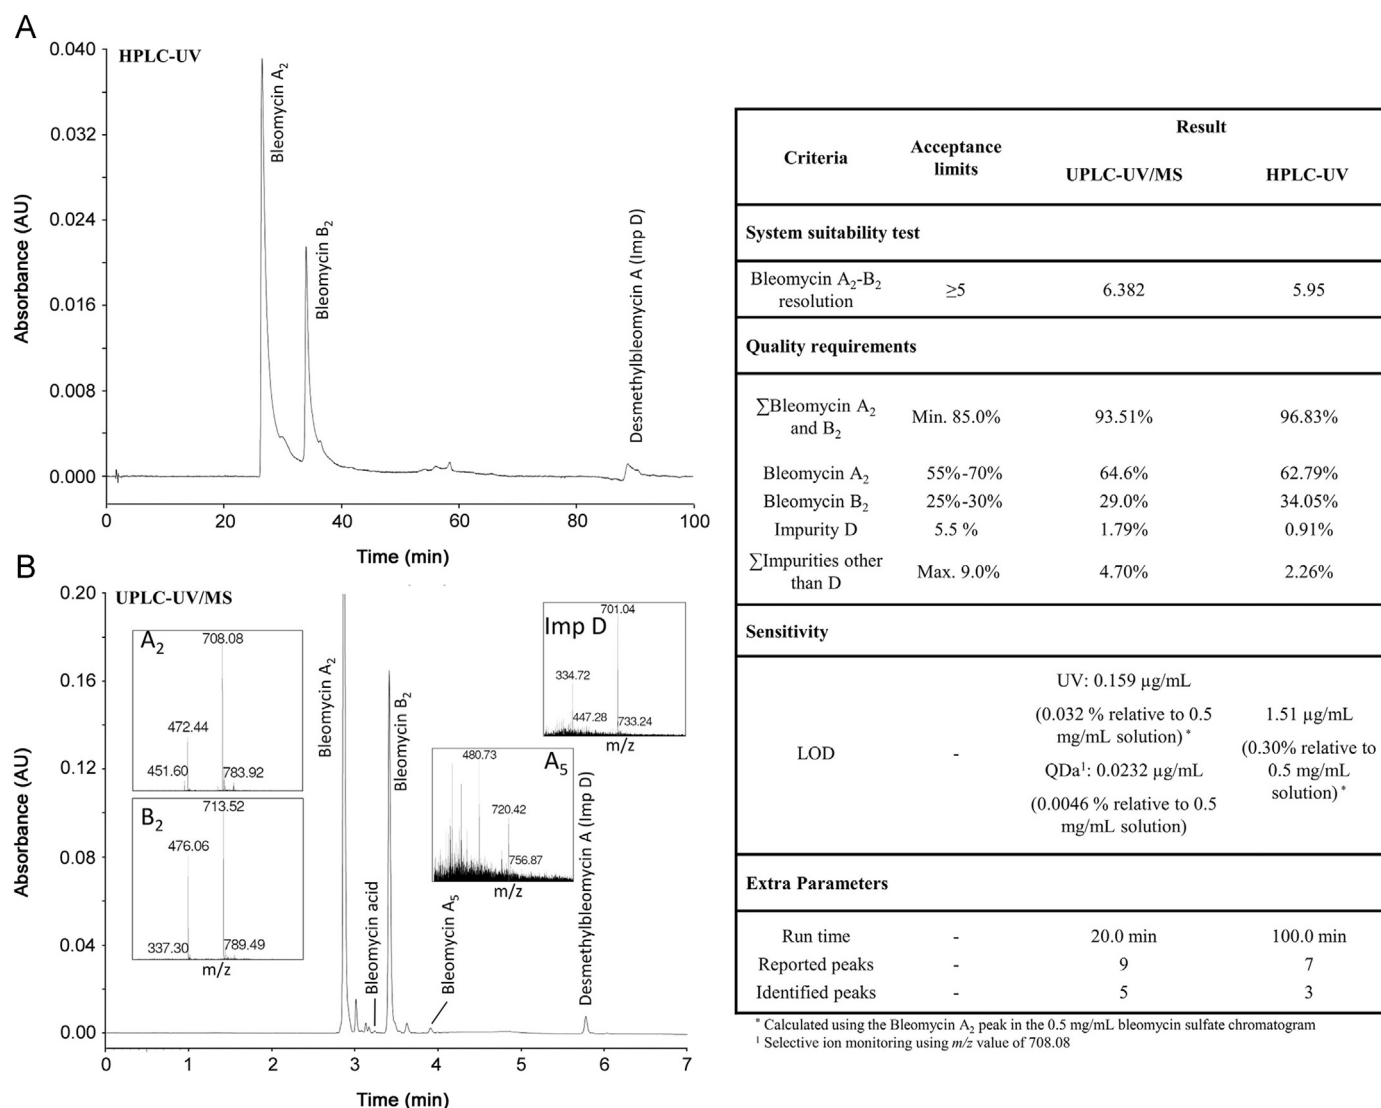 A
HPLC-UV
0.040
0.032
0.024
0.016
0.008
0.000
Absorbance (AU)
Bleomycin A₂
Bleomycin B₂
Desmethylbleomycin A (Imp D)
0 20 40 60 80 100
Time (min)
B
UPLC-UV/MS
0.20
0.16
0.12
0.08
0.04
0.00
Absorbance (AU)
A₂
708.08
472.44
451.60
783.92
B₂
713.52
476.06
337.30
789.49
m/z
Bleomycin A₂
Bleomycin acid
Bleomycin B₂
Bleomycin A₅
Desmethylbleomycin A (Imp D)
Imp D
701.04
334.72
447.28
733.24
m/z
A₅
480.73
720.42
756.87
m/z
0 1 2 3 4 5 6 7
Time (min)
Criteria
Acceptance
limits
Result
UPLC-UV/MS HPLC-UV
System suitability test
Bleomycin A₂-B₂
resolution
≥5 6.382 5.95
Quality requirements
∑Bleomycin A₂
and B₂
Min. 85.0% 93.51% 96.83%
Bleomycin A₂ 55%-70% 64.6% 62.79%
Bleomycin B₂ 25%-30% 29.0% 34.05%
Impurity D 5.5 % 1.79% 0.91%
∑Impurities other
than D
Max. 9.0% 4.70% 2.26%
Sensitivity
LOD
-
UV: 0.159 µg/mL
(0.032 % relative to 0.5
mg/mL solution)*
QDa¹: 0.0232 µg/mL
(0.0046 % relative to 0.5
mg/mL solution)
1.51 µg/mL
(0.30% relative to
0.5 mg/mL
solution)*
Extra Parameters
Run time - 20.0 min 100.0 min
Reported peaks - 9 7
Identified peaks - 5 3
* Calculated using the Bleomycin A₂ peak in the 0.5 mg/mL bleomycin sulfate chromatogram
¹ Selective ion monitoring using m/z value of 708.08